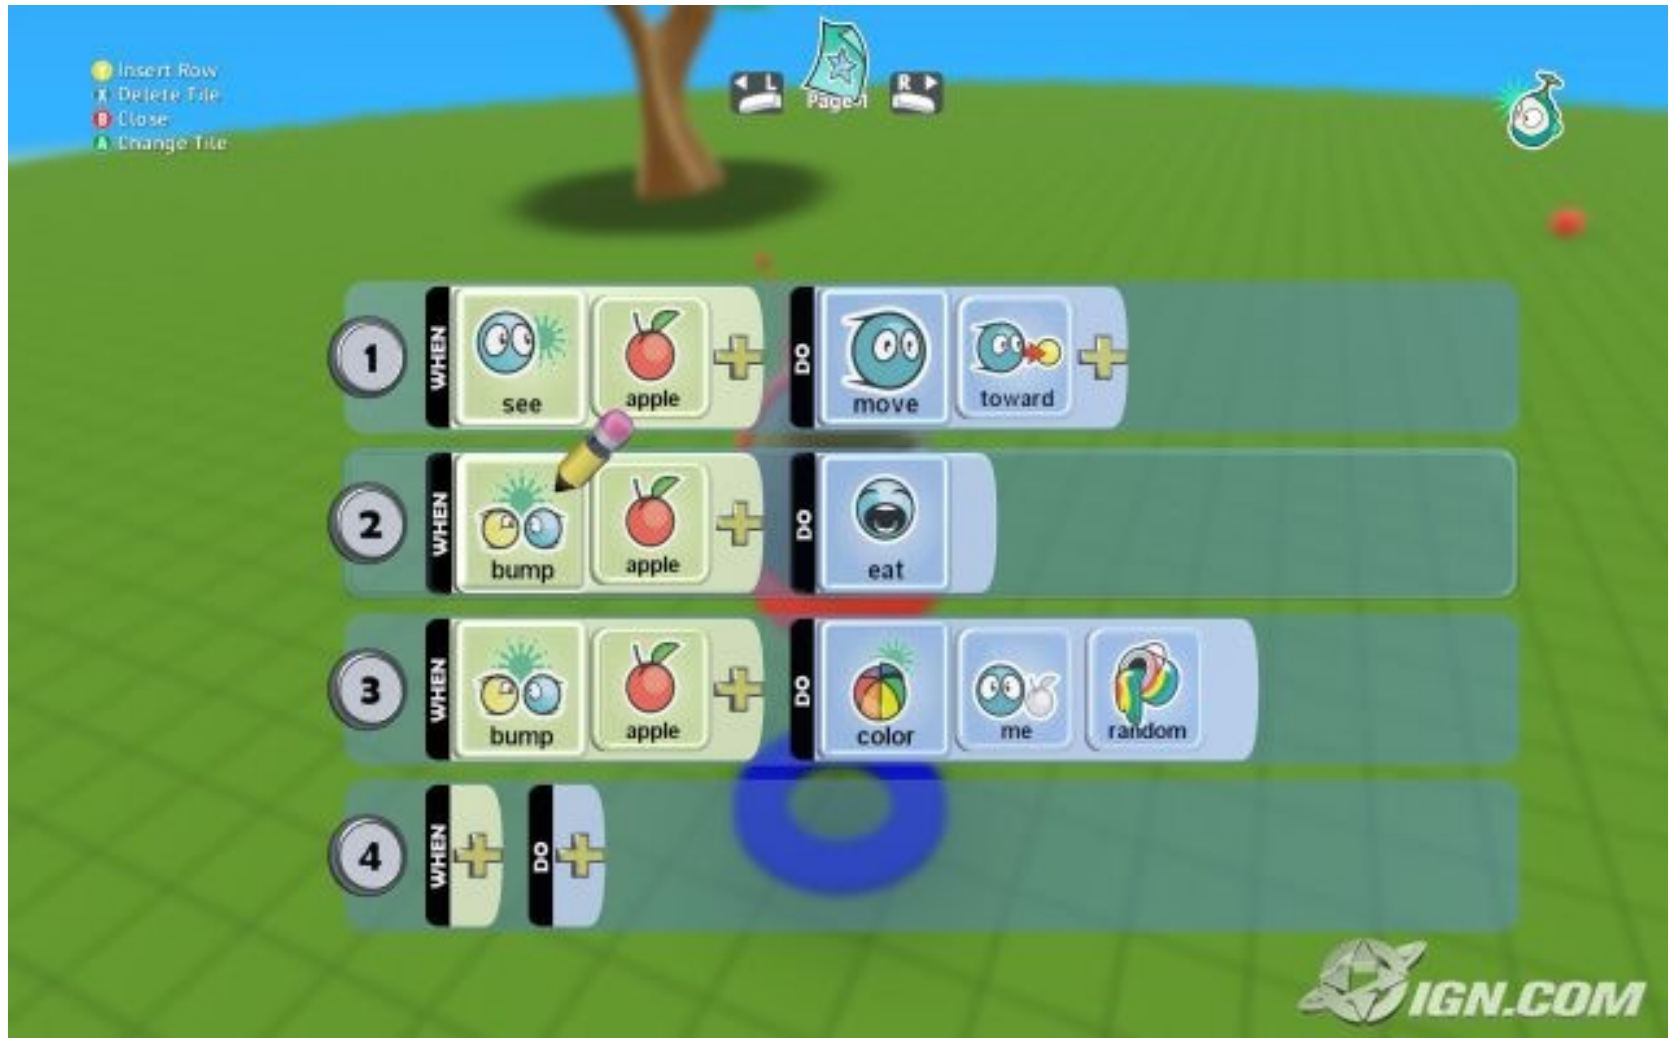 Y Insert Row
X Delete Tile
B Close
A Change Tile
L
Page 1
R
1 WHEN see apple DO move toward
2 WHEN bump apple DO eat
3 WHEN bump apple DO color me random
4 WHEN DO
IGN.COM